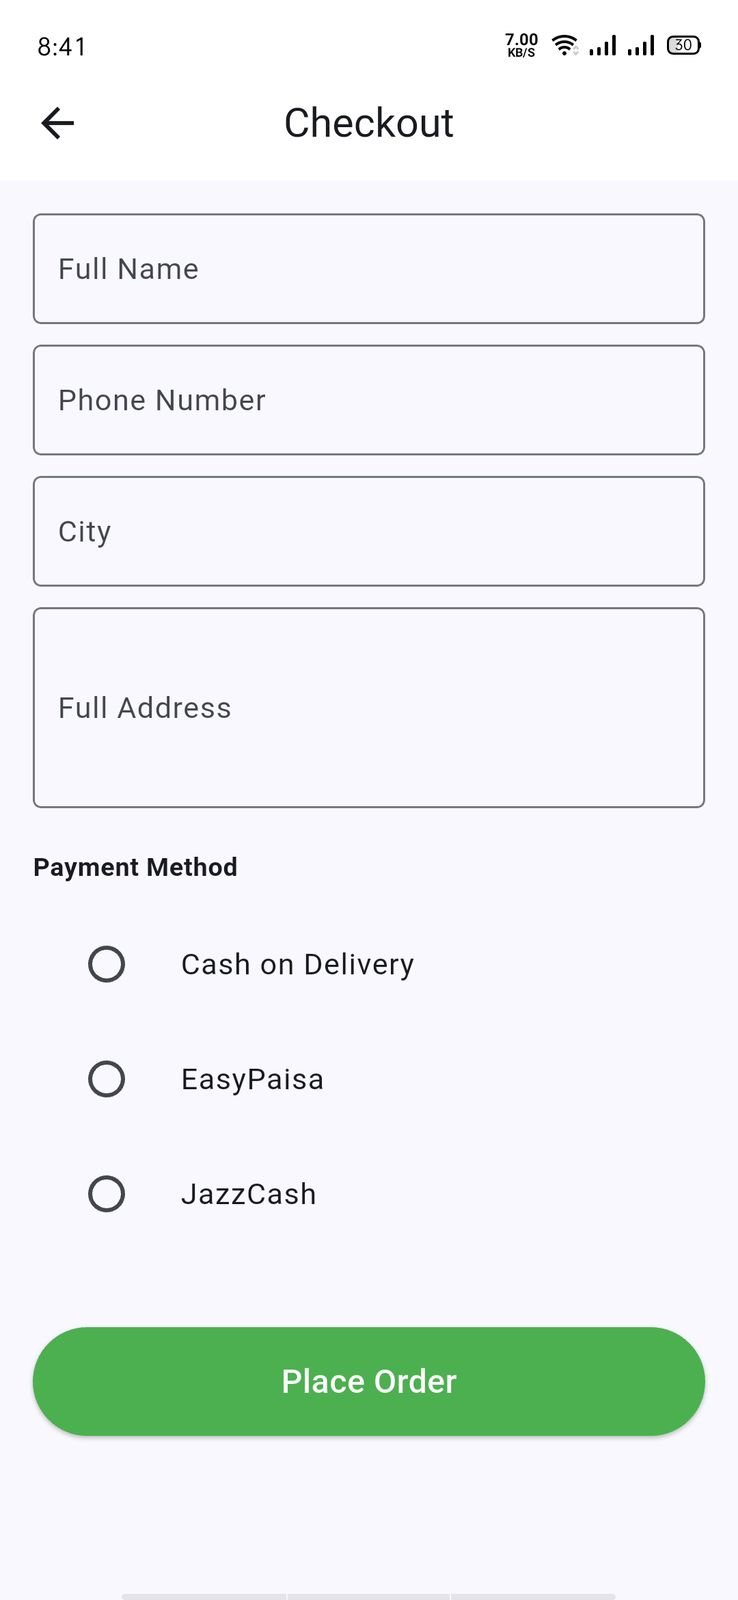 8:41
7.00
KB/S
30
Checkout
Full Name
Phone Number
City
Full Address
Payment Method
Cash on Delivery
EasyPaisa
JazzCash
Place Order